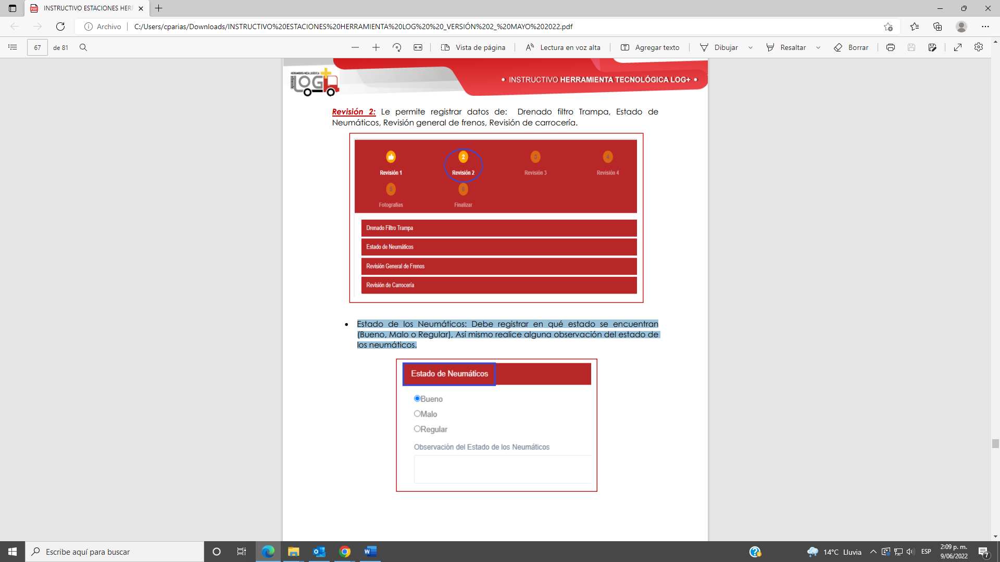 INSTRUCTIVO ESTACIONES HERR
Archivo
C:/Users/cparias/Downloads/INSTRUCTIVO%20ESTACIONES%20HERRAMIENTA%20LOG%20%20_VERSIÓN%202_%20MAYO%202022.pdf
67 de 81
Vista de página
Lectura en voz alta
Agregar texto
Dibujar
Resaltar
Borrar
HERRAMIENTA MESA LOGÍSTICA
LOG+
• INSTRUCTIVO HERRAMIENTA TECNOLÓGICA LOG+ •
Revisión 2: Le permite registrar datos de: Drenado filtro Trampa, Estado de
Neumáticos, Revisión general de frenos, Revisión de carrocería.
2 3 4
Revisión 1 Revisión 2 Revisión 3 Revisión 4
5 6
Fotografias Finalizar
Drenado Filtro Trampa
Estado de Neumáticos
Revisión General de Frenos
Revisión de Carrocería
• Estado de los Neumáticos: Debe registrar en qué estado se encuentran
(Bueno, Malo o Regular), Así mismo realice alguna observación del estado de
los neumáticos.
Estado de Neumáticos
Bueno
Malo
Regular
Observación del Estado de los Neumáticos
Escribe aquí para buscar
14°C Lluvia
ESP
2:09 p. m.
9/06/2022
7